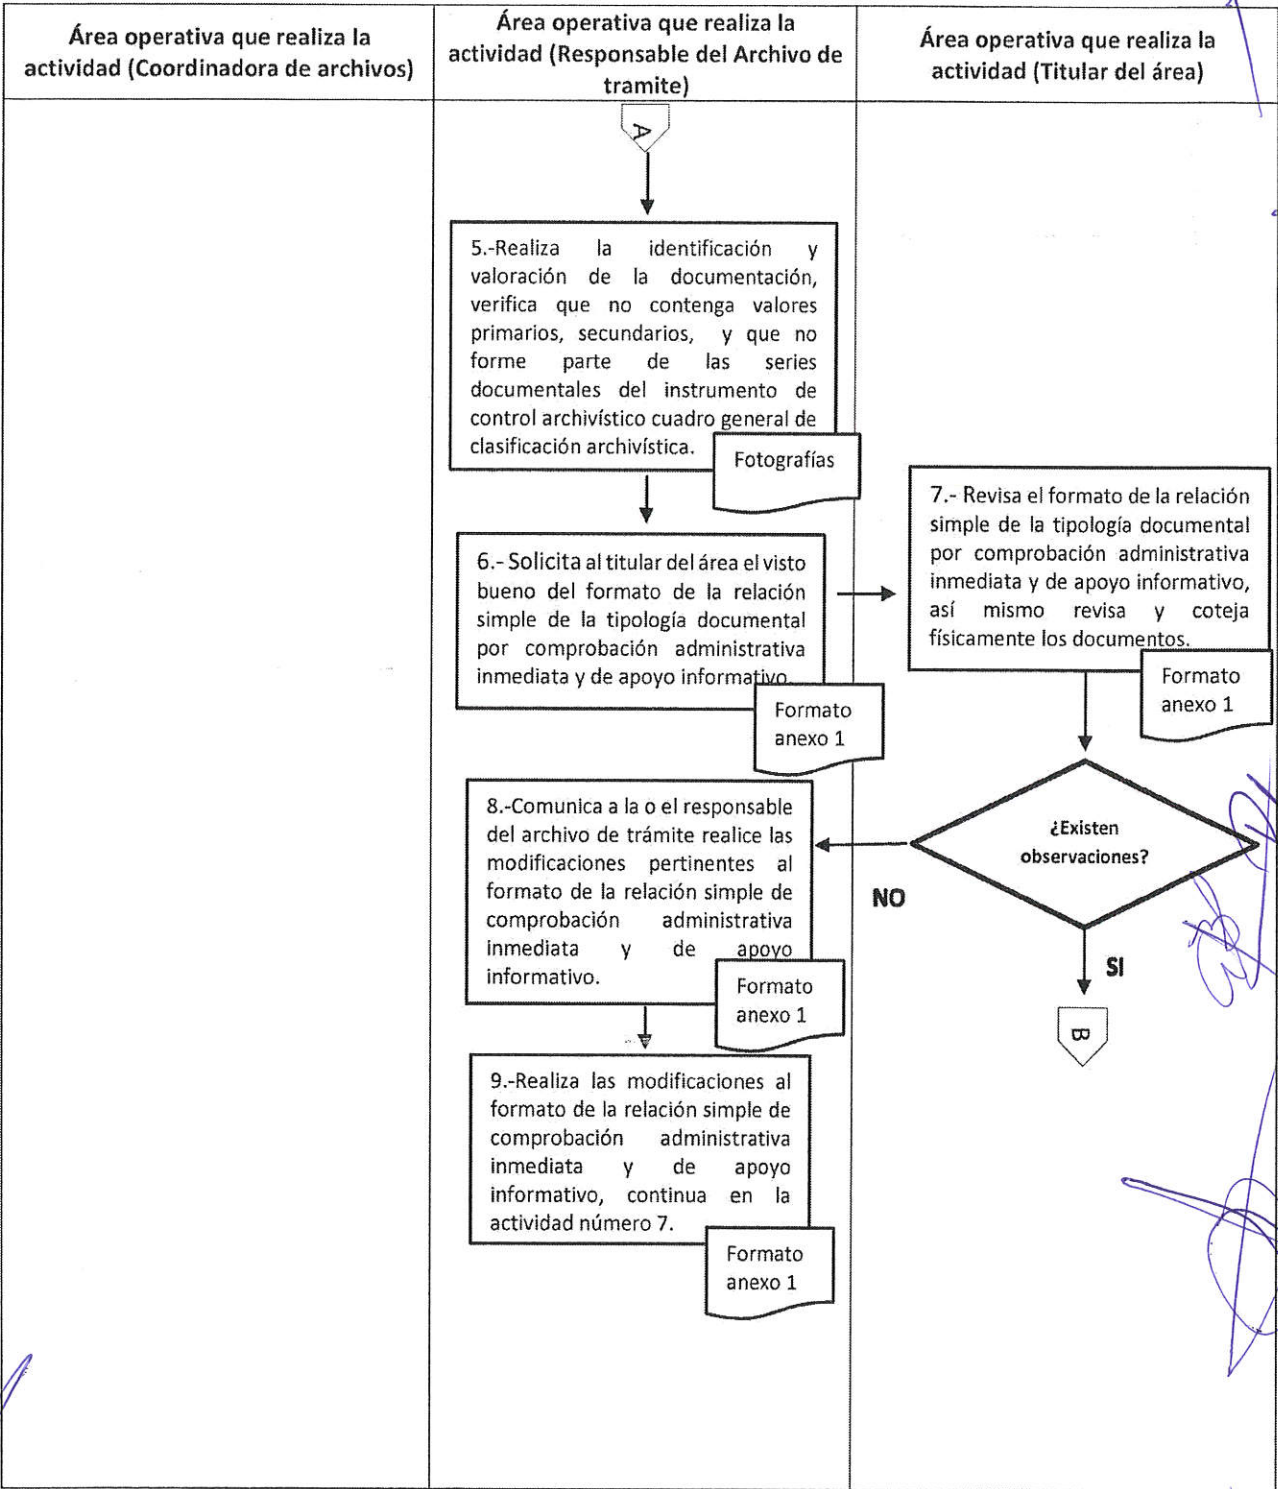 Área operativa que realiza la
actividad (Coordinadora de archivos)
Área operativa que realiza la
actividad (Responsable del Archivo de
tramite)
Área operativa que realiza la
actividad (Titular del área)
A
5.-Realiza la identificación y
valoración de la documentación,
verifica que no contenga valores
primarios, secundarios, y que no
forme parte de las series
documentales del instrumento de
control archivístico cuadro general de
clasificación archivística.
Fotografías
6.- Solicita al titular del área el visto
bueno del formato de la relación
simple de la tipología documental
por comprobación administrativa
inmediata y de apoyo informativo.
Formato
anexo 1
7.- Revisa el formato de la relación
simple de la tipología documental
por comprobación administrativa
inmediata y de apoyo informativo,
así mismo revisa y coteja
físicamente los documentos.
Formato
anexo 1
¿Existen
observaciones?
NO
SI
B
8.-Comunica a la o el responsable
del archivo de trámite realice las
modificaciones pertinentes al
formato de la relación simple de
comprobación administrativa
inmediata y de apoyo
informativo.
Formato
anexo 1
9.-Realiza las modificaciones al
formato de la relación simple de
comprobación administrativa
inmediata y de apoyo
informativo, continua en la
actividad número 7.
Formato
anexo 1